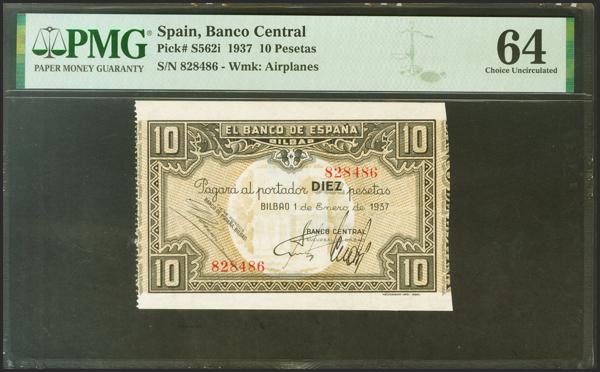 PMG
PAPER MONEY GUARANTY
Spain, Banco Central
Pick# S562i 1937 10 Pesetas
S/N 828486 - Wmk: Airplanes
64
Choice Uncirculated
10
EL BANCO DE ESPAÑA
10
BILBAO
828486
Pagará al portador DIEZ pesetas
BILBAO 1 de Enero de 1937
BANCO CENTRAL
828486
10
10